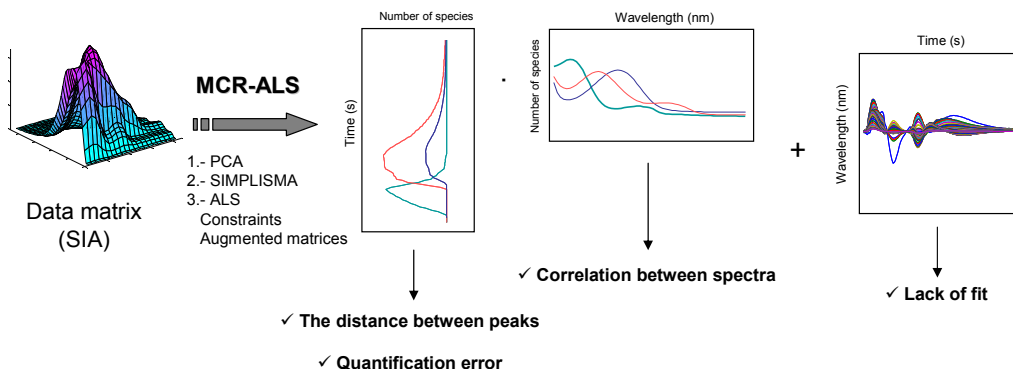 Data matrix
(SIA)
MCR-ALS
1.- PCA
2.- SIMPLISMA
3.- ALS
Constraints
Augmented matrices
Number of species
Time (s)
✓ The distance between peaks
✓ Quantification error
.
Wavelength (nm)
Number of species
✓ Correlation between spectra
+
Time (s)
Wavelength (nm)
✓ Lack of fit